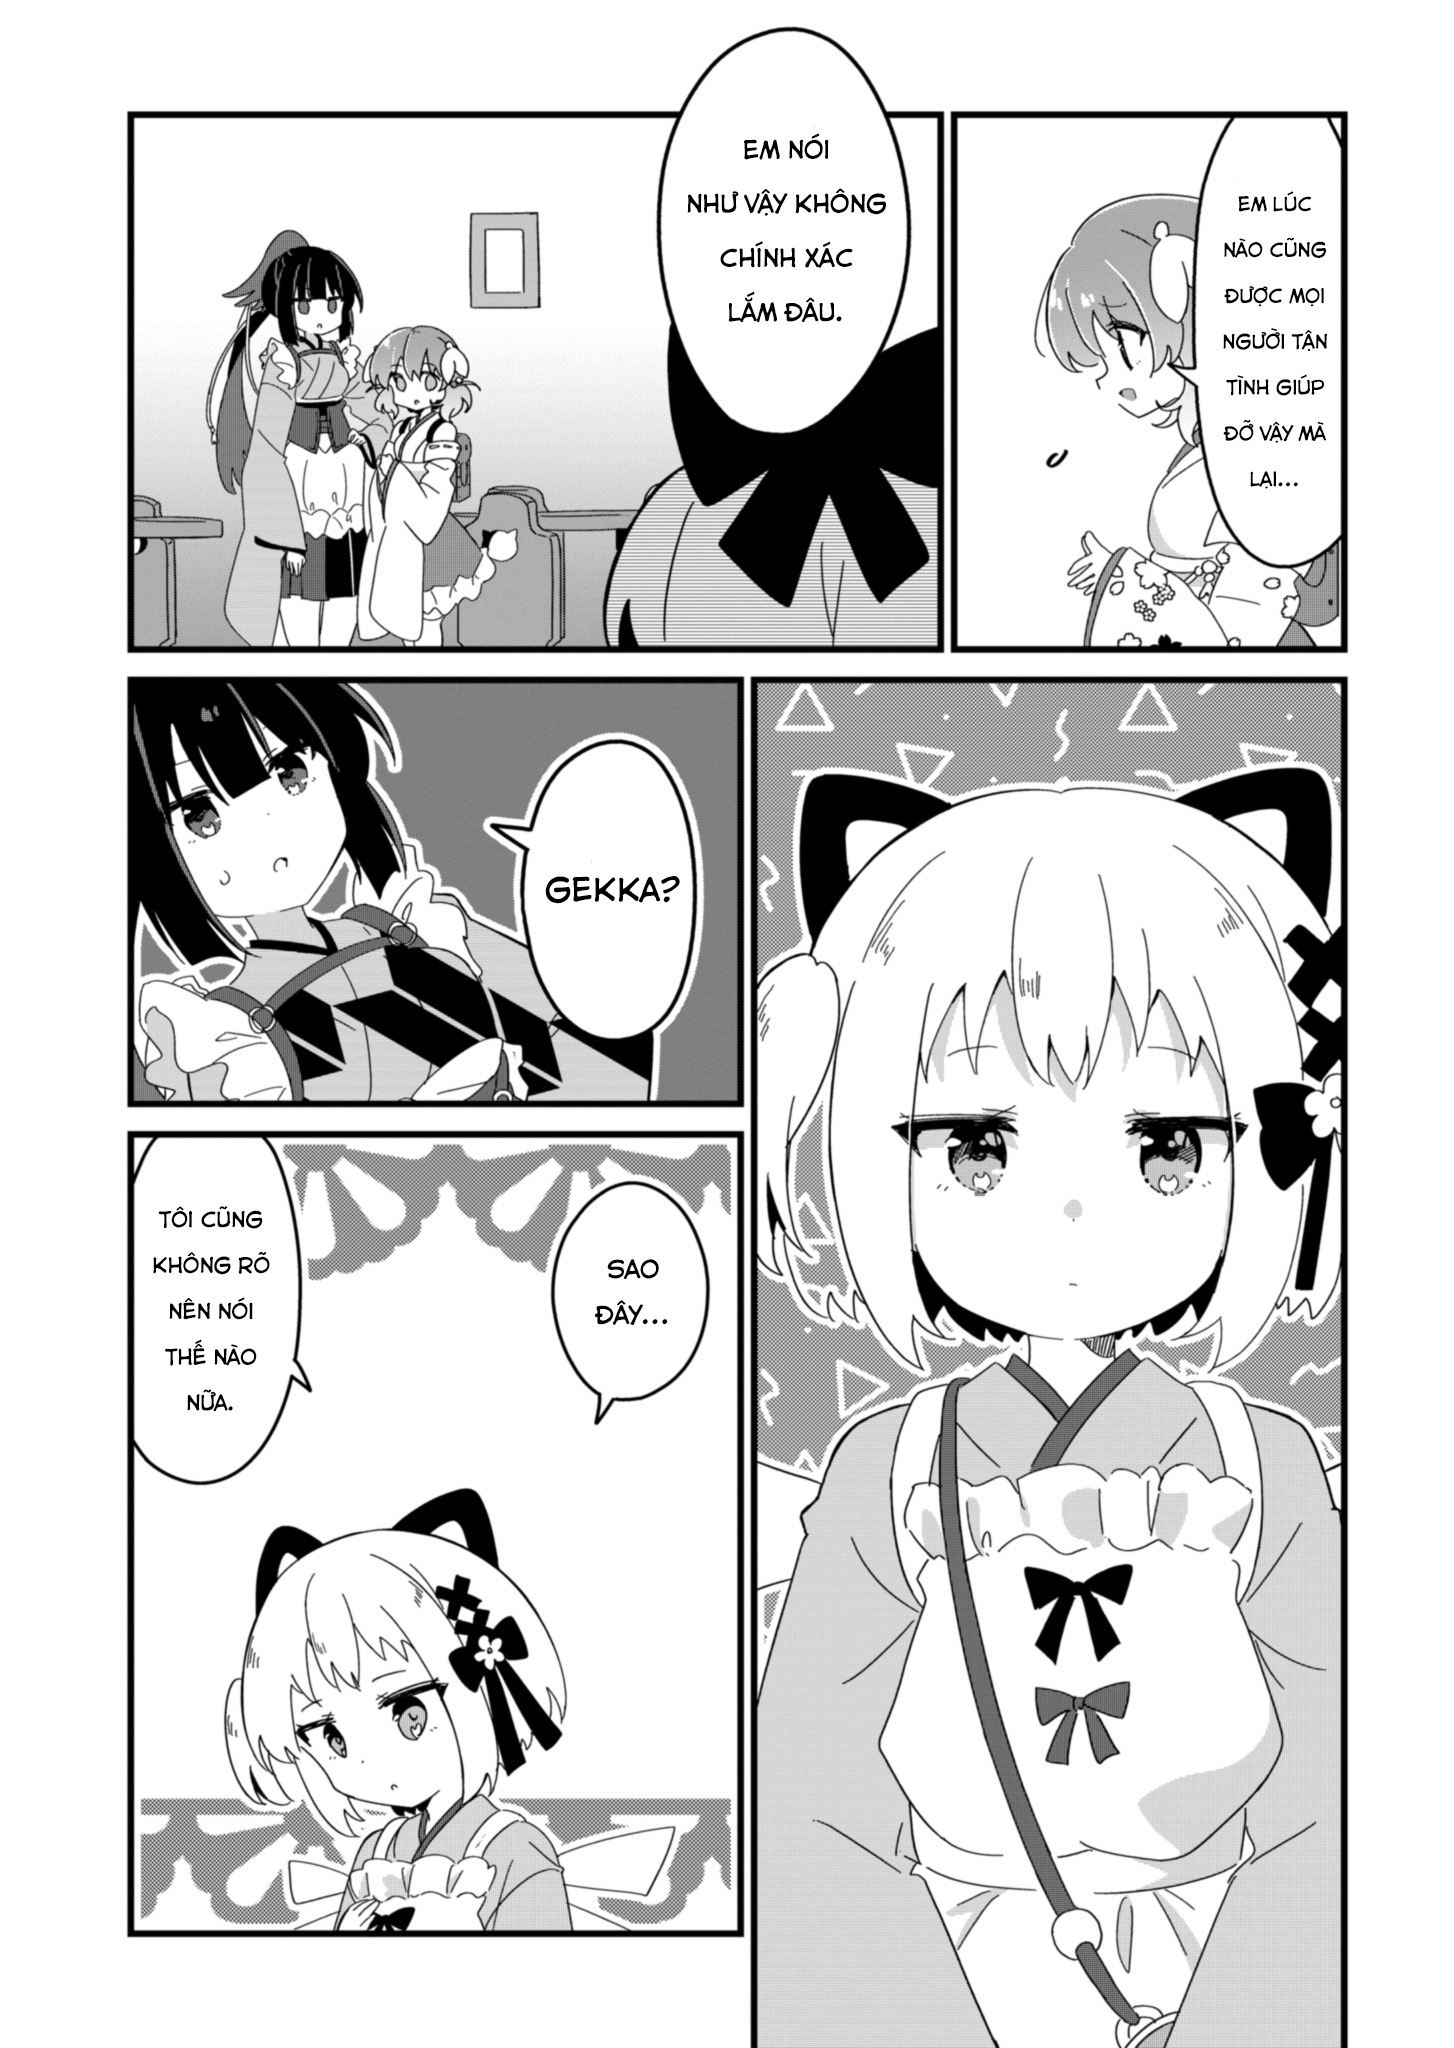 EM LÚC
NÀO CŨNG
ĐƯỢC MỌI
NGƯỜI TẬN
TÌNH GIÚP
ĐỠ VẬY MÀ
LẠI...
EM NÓI
NHƯ VẬY KHÔNG
CHÍNH XÁC
LẮM ĐÂU.
GEKKA?
SAO
ĐÂY...
TÔI CŨNG
KHÔNG RÕ
NÊN NÓI
THẾ NÀO
NỮA.